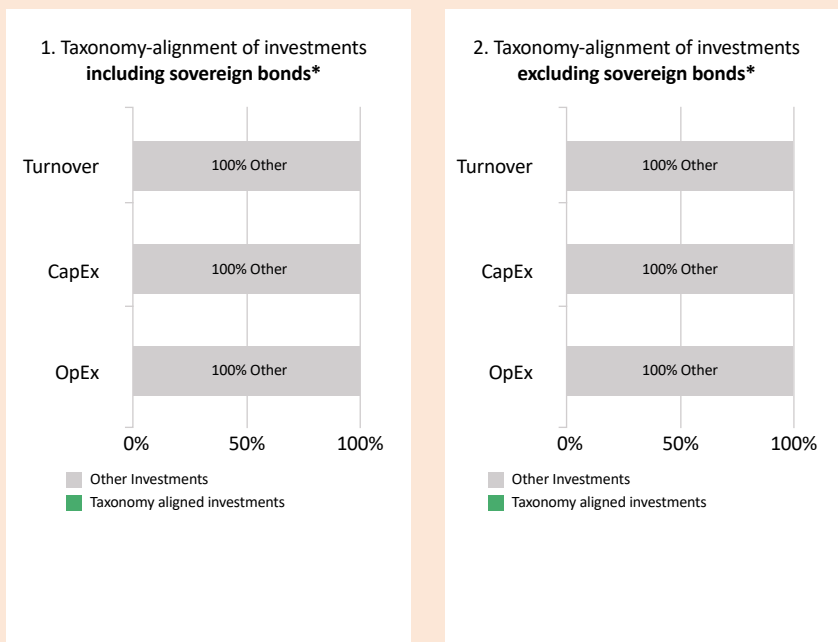 1. Taxonomy-alignment of investments
including sovereign bonds*
Turnover
100% Other
CapEx
100% Other
OpEx
100% Other
0% 50% 100%
Other Investments
Taxonomy aligned investments
2. Taxonomy-alignment of investments
excluding sovereign bonds*
Turnover
100% Other
CapEx
100% Other
OpEx
100% Other
0% 50% 100%
Other Investments
Taxonomy aligned investments